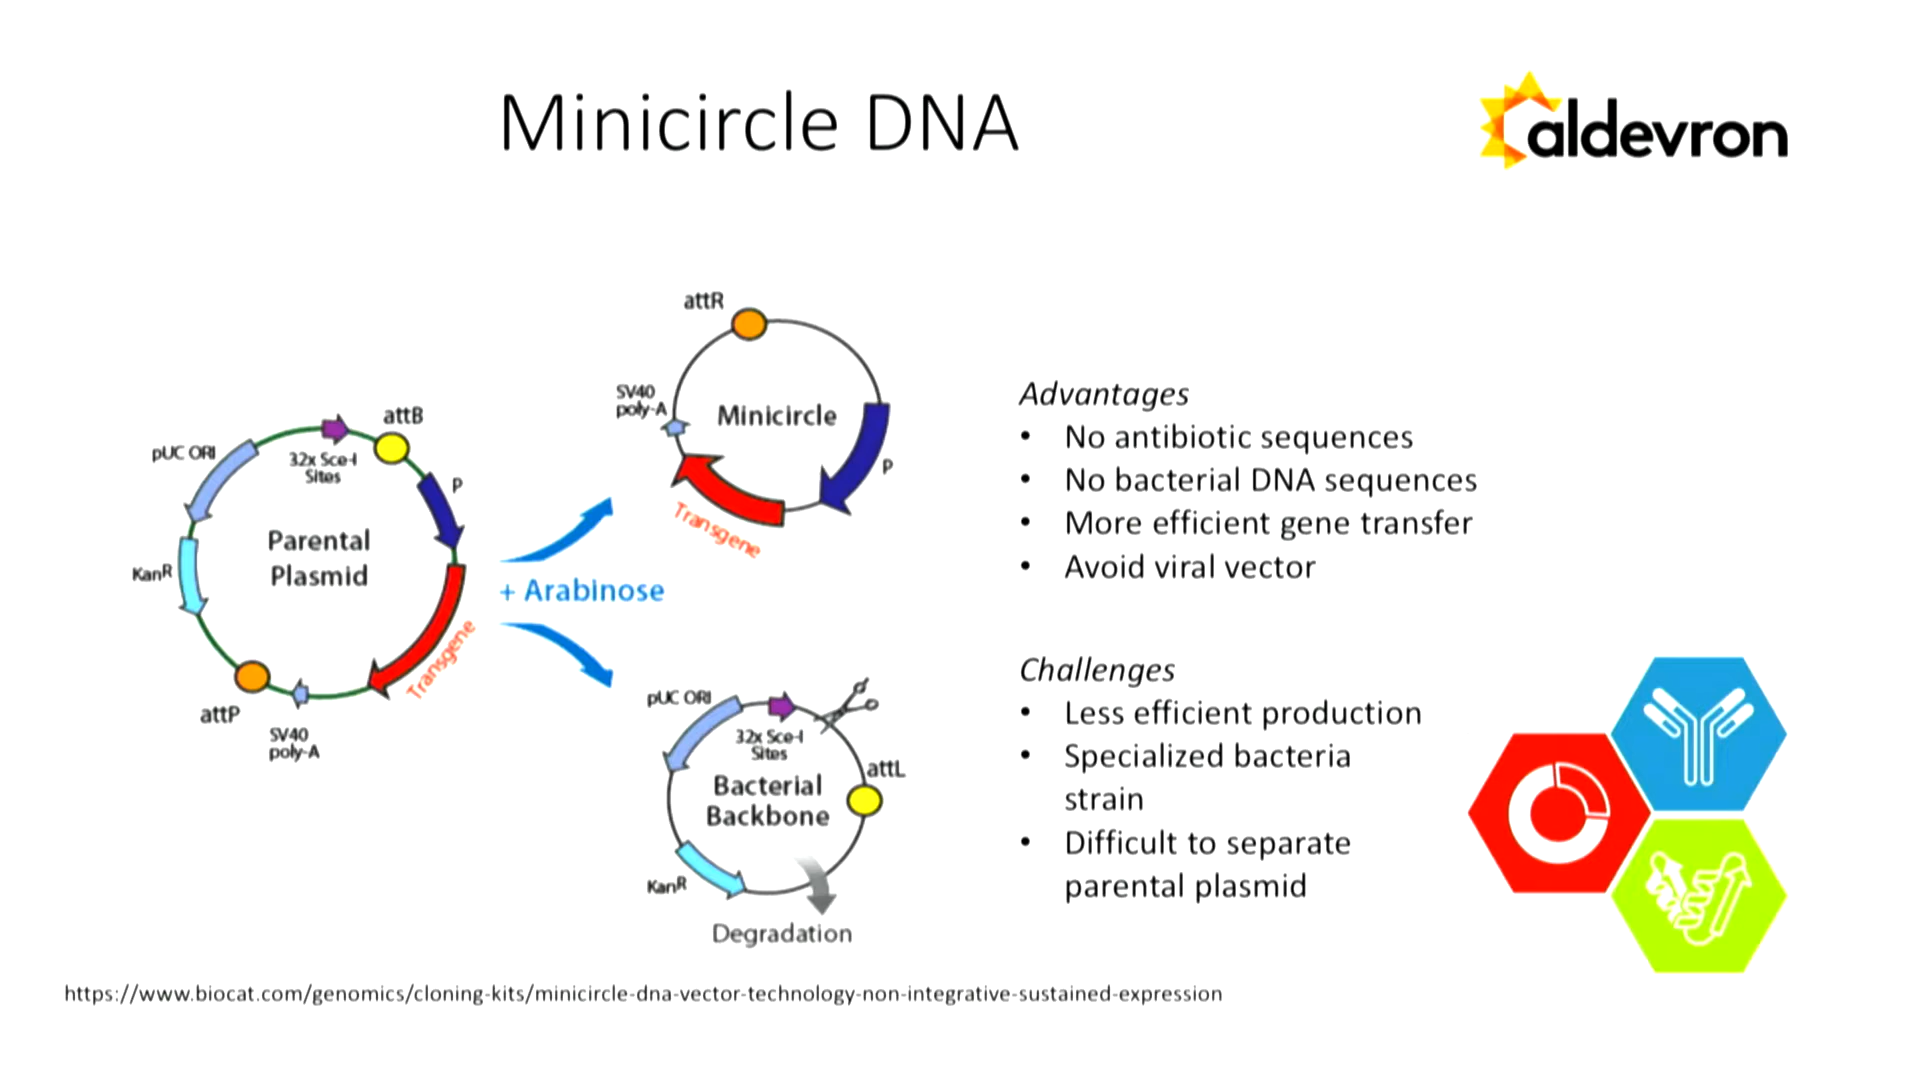 Minicircle DNA
aldevron
attR
SV40
poly-A
Minicircle
P
Transgene
attB
pUC ORI
32x Sce-I
Sites
P
Parental
Plasmid
KanR
Transgene
attP
SV40
poly-A
+ Arabinose
pUC ORI
32x Sce-I
Sites
attL
Bacterial
Backbone
KanR
Degradation
Advantages
• No antibiotic sequences
• No bacterial DNA sequences
• More efficient gene transfer
• Avoid viral vector
Challenges
• Less efficient production
• Specialized bacteria
strain
• Difficult to separate
parental plasmid
https://www.biocat.com/genomics/cloning-kits/minicircle-dna-vector-technology-non-integrative-sustained-expression